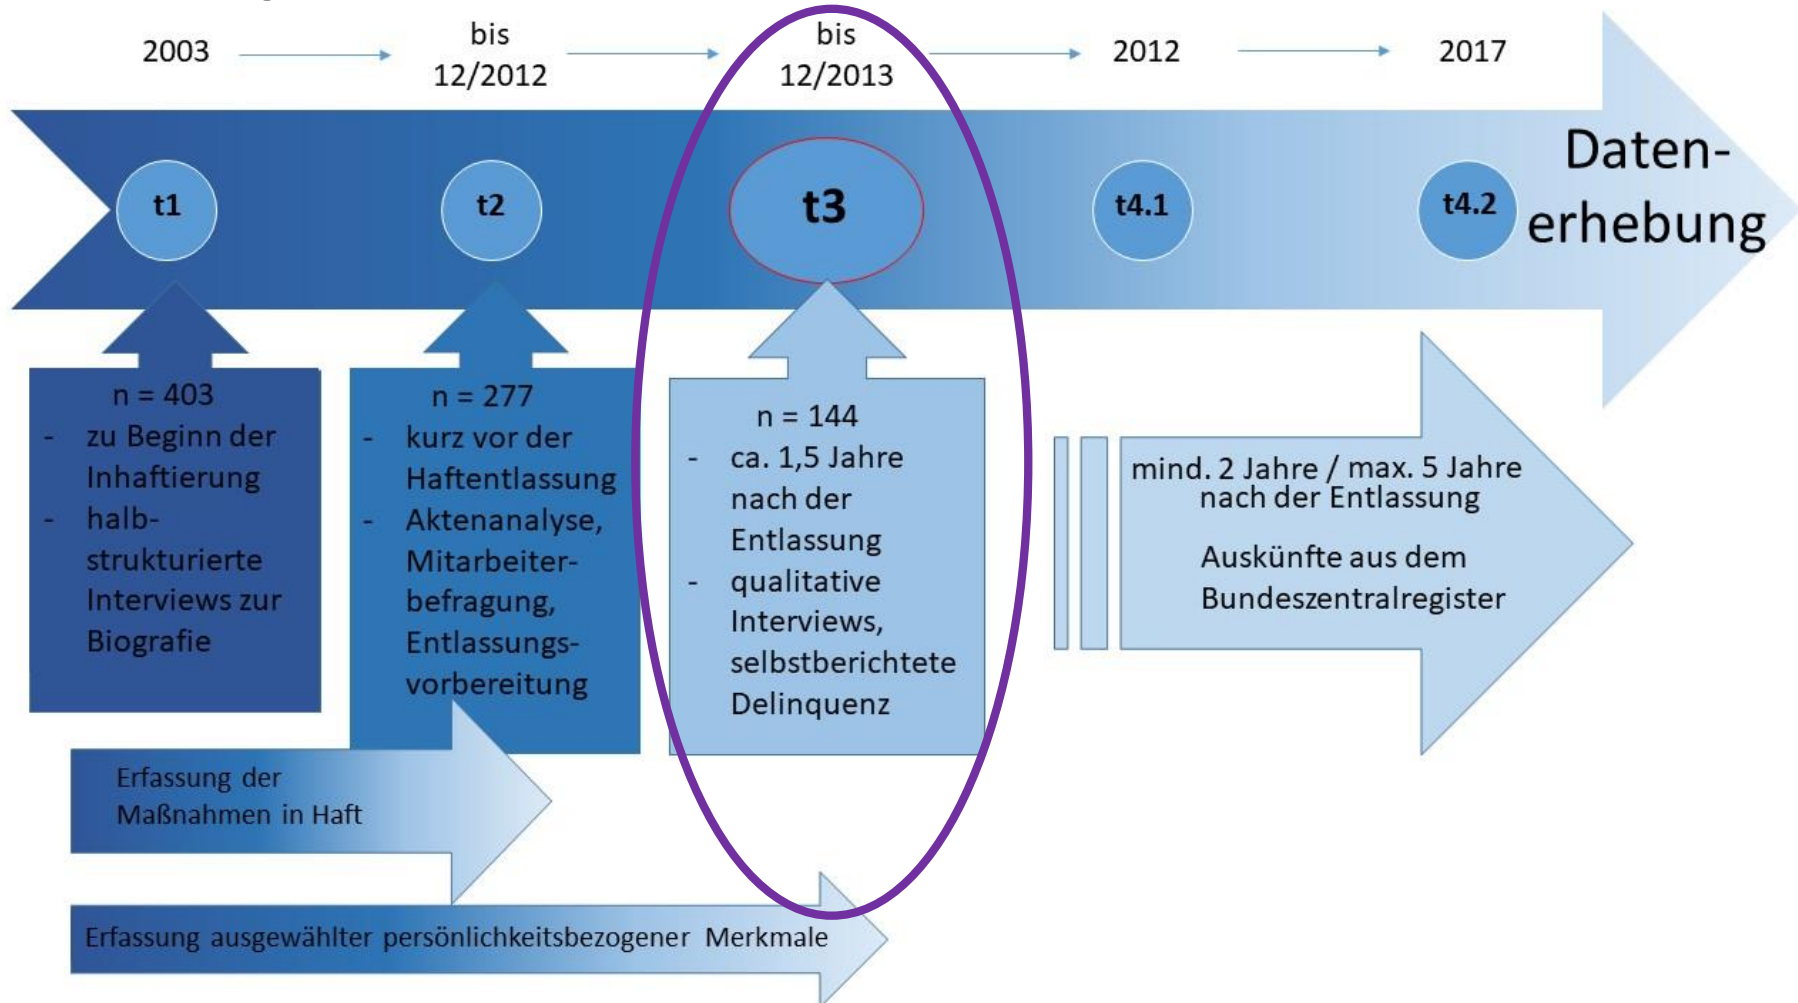 2003
bis
12/2012
bis
12/2013
2012
2017
t1
t2
t3
t4.1
t4.2
Daten-
erhebung
n = 403
- zu Beginn der
Inhaftierung
- halb-
strukturierte
Interviews zur
Biografie
n = 277
- kurz vor der
Haftentlassung
- Aktenanalyse,
Mitarbeiter-
befragung,
Entlassungs-
vorbereitung
n = 144
- ca. 1,5 Jahre
nach der
Entlassung
- qualitative
Interviews,
selbstberichtete
Delinquenz
mind. 2 Jahre / max. 5 Jahre
nach der Entlassung
Auskünfte aus dem
Bundeszentralregister
Erfassung der
Maßnahmen in Haft
Erfassung ausgewählter persönlichkeitsbezogener Merkmale